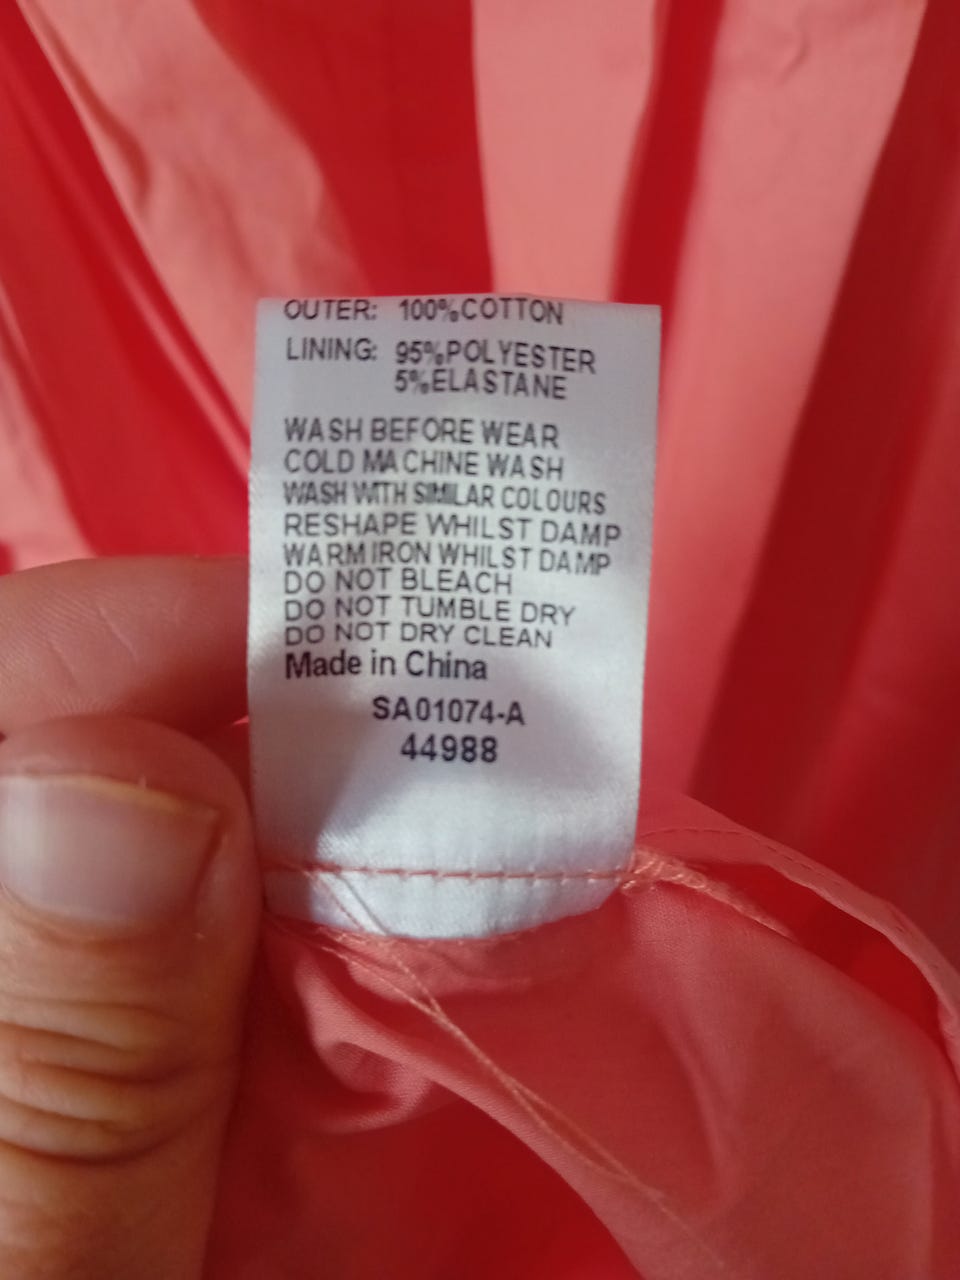 OUTER: 100%COTTON
LINING: 95%POLYESTER
5%ELASTANE
WASH BEFORE WEAR
COLD MACHINE WASH
WASH WITH SIMILAR COLOURS
RESHAPE WHILST DAMP
WARM IRON WHILST DAMP
DO NOT BLEACH
DO NOT TUMBLE DRY
DO NOT DRY CLEAN
Made in China
SA01074-A
44988